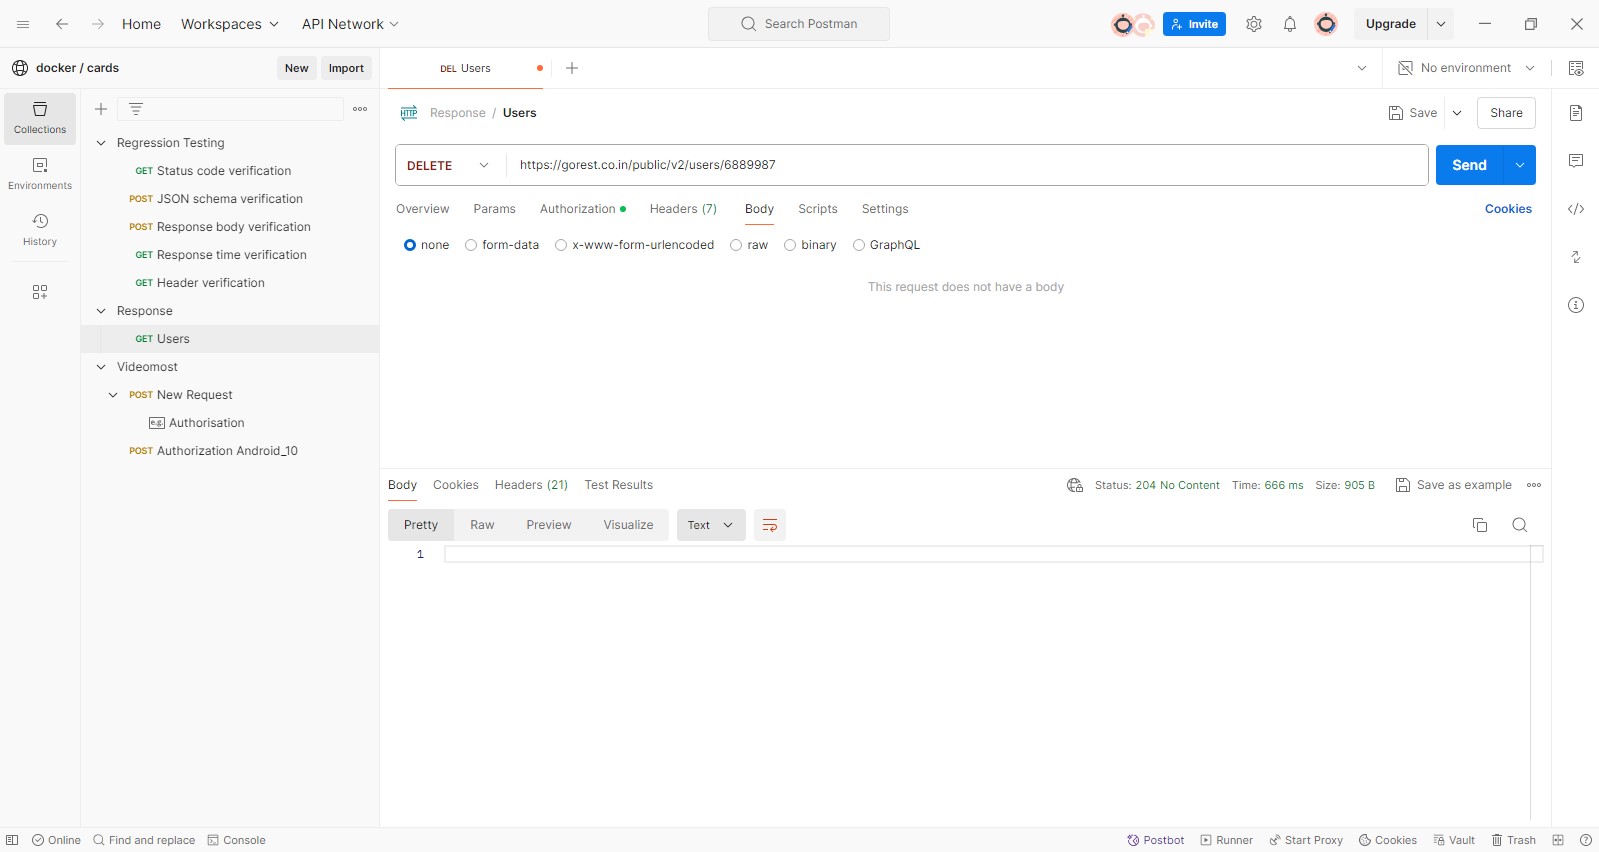 Home Workspaces API Network Search Postman Invite Upgrade
docker / cards New Import DEL Users No environment
Collections
Environments
History
Regression Testing
GET Status code verification
POST JSON schema verification
POST Response body verification
GET Response time verification
GET Header verification
Response
GET Users
Videomost
POST New Request
e.g. Authorisation
POST Authorization Android_10
HTTP Response / Users Save Share
DELETE https://gorest.co.in/public/v2/users/6889987 Send
Overview Params Authorization Headers (7) Body Scripts Settings Cookies
none form-data x-www-form-urlencoded raw binary GraphQL
This request does not have a body
Body Cookies Headers (21) Test Results Status: 204 No Content Time: 666 ms Size: 905 B Save as example
Pretty Raw Preview Visualize Text
1
Online Find and replace Console Postbot Runner Start Proxy Cookies Vault Trash